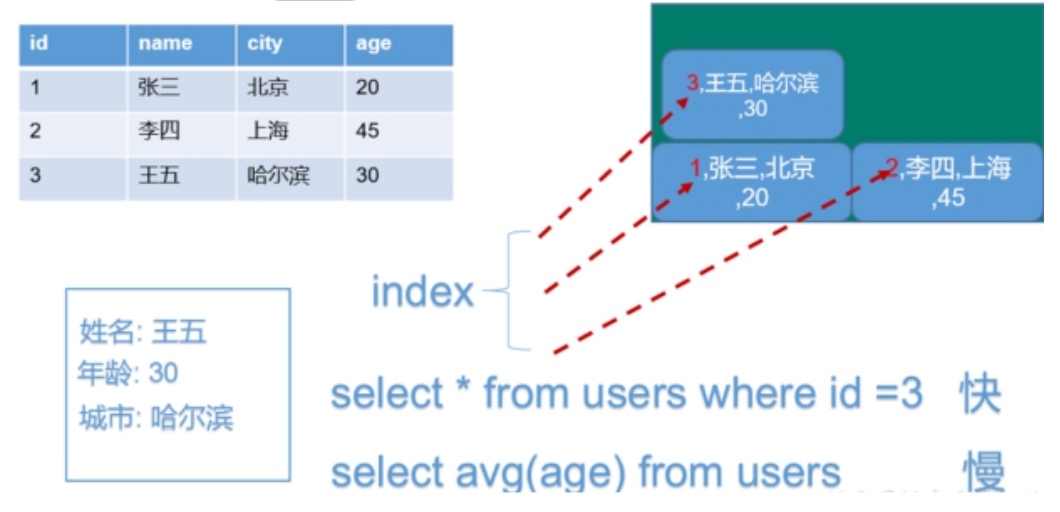 id name city age
1 张三 北京 20
2 李四 上海 45
3 王五 哈尔滨 30
3,王五,哈尔滨
,30
1,张三,北京
,20
2,李四,上海
,45
index
姓名: 王五
年龄: 30
城市: 哈尔滨
select * from users where id =3 快
select avg(age) from users 慢